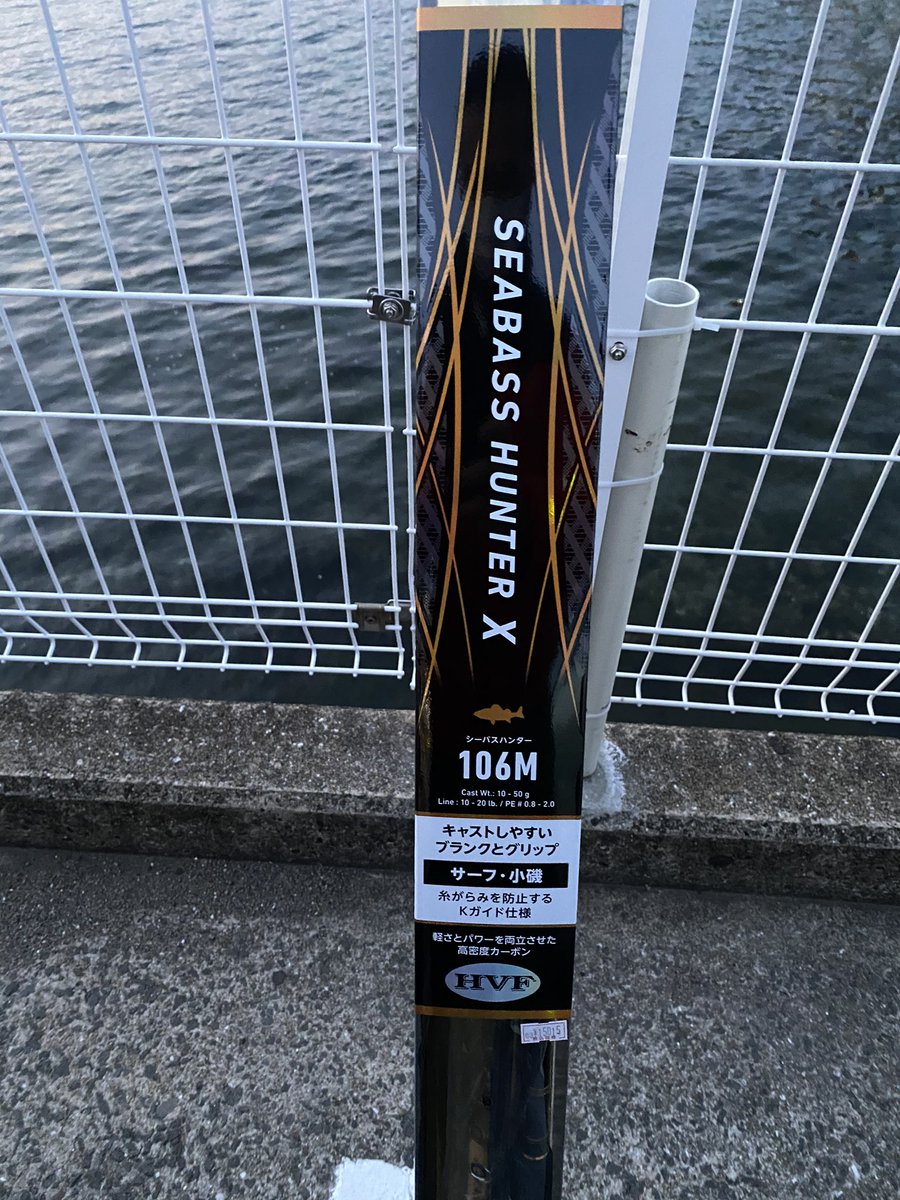 SEABASS HUNTER X
シーバスハンター
106M
Cast Wt.: 10 - 50 g
Line : 10 - 20 lb. / PE # 0.8 - 2.0
キャストしやすい
ブランクとグリップ
サーフ・小磯
糸がらみを防止する
Kガイド仕様
軽さとパワーを両立させた
高密度カーボン
HVF
¥15015